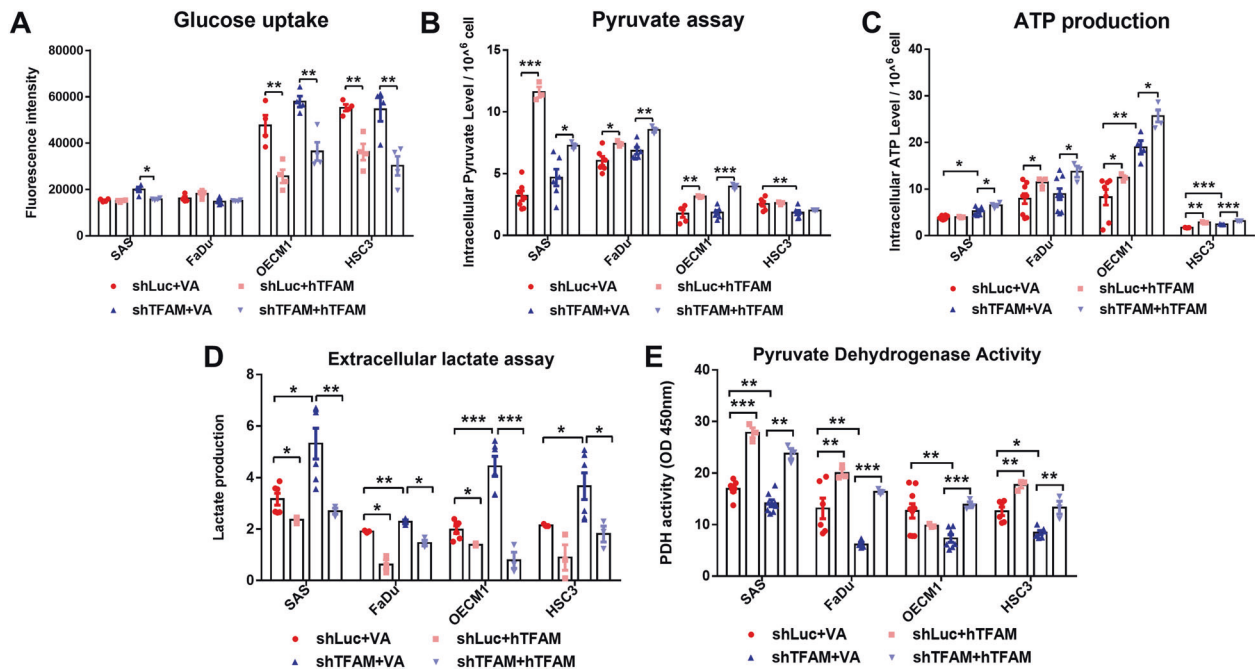 A
Glucose uptake
Fluorescence intensity
80000
60000
40000
20000
0
**
**
**
**
*
SAS
FaDu
OECM1
HSC3
shLuc+VA
shLuc+hTFAM
shTFAM+VA
shTFAM+hTFAM
B
Pyruvate assay
Intracellular Pyruvate Level / 10^6 cell
15
10
5
0
***
*
*
**
**
***
**
SAS
FaDu
OECM1
HSC3
shLuc+VA
shLuc+hTFAM
shTFAM+VA
shTFAM+hTFAM
C
ATP production
Intracellular ATP Level / 10^6 cell
40
30
20
10
0
*
*
*
*
**
*
*
***
**
***
SAS
FaDu
OECM1
HSC3
shLuc+VA
shLuc+hTFAM
shTFAM+VA
shTFAM+hTFAM
D
Extracellular lactate assay
Lactate production
8
6
4
2
0
*
**
*
**
*
*
***
***
*
*
*
SAS
FaDu
OECM1
HSC3
shLuc+VA
shLuc+hTFAM
shTFAM+VA
shTFAM+hTFAM
E
Pyruvate Dehydrogenase Activity
PDH activity (OD 450nm)
40
30
20
10
0
**
***
**
**
**
***
**
***
*
**
**
SAS
FaDu
OECM1
HSC3
shLuc+VA
shLuc+hTFAM
shTFAM+VA
shTFAM+hTFAM